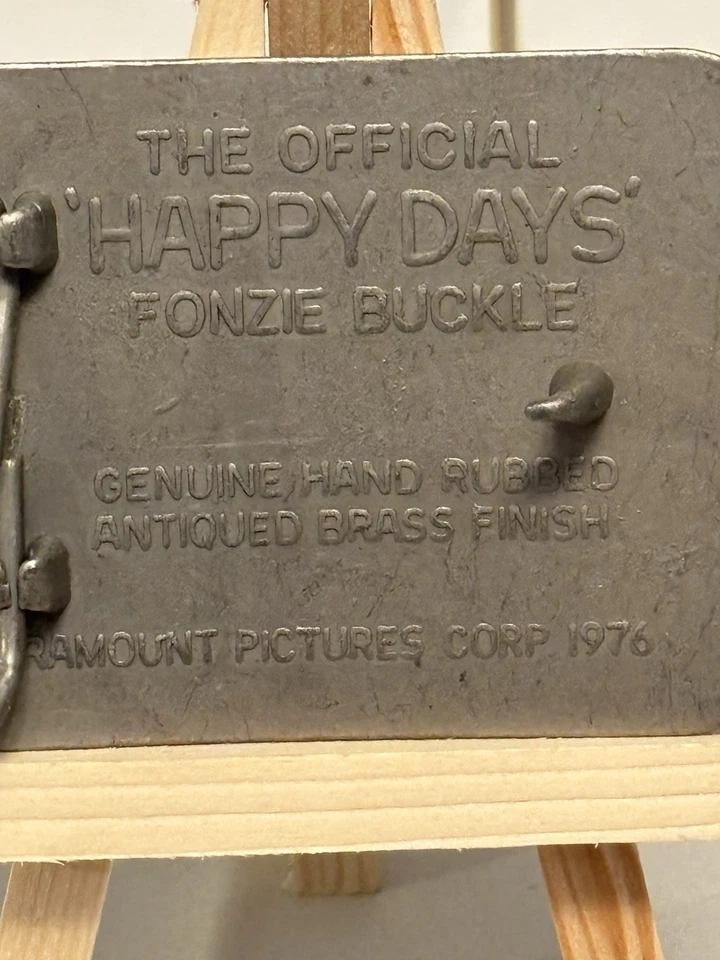 THE OFFICIAL
'HAPPY DAYS'
FONZIE BUCKLE
GENUINE HAND RUBBED
ANTIQUED BRASS FINISH
RAMOUNT PICTURES CORP 1976